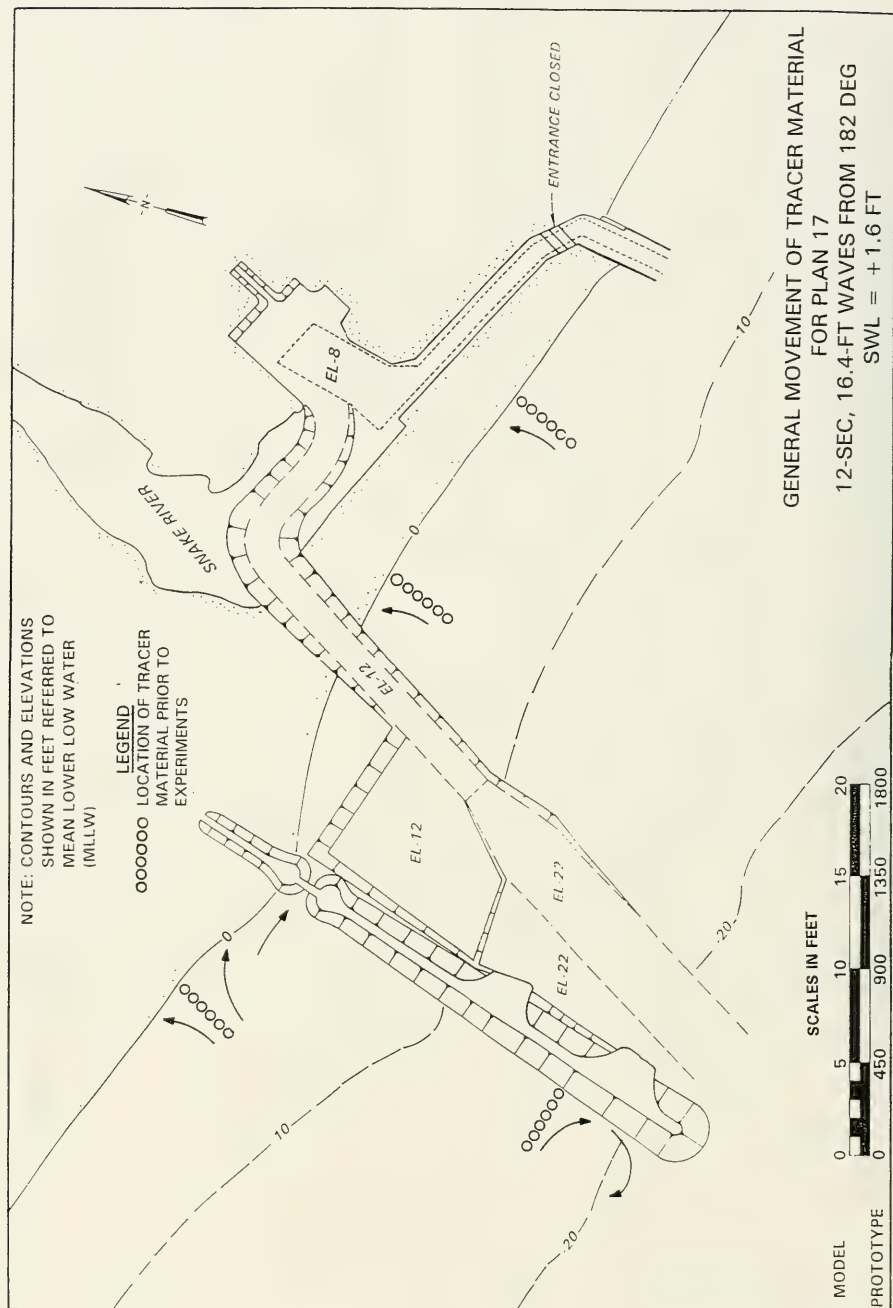 NOTE: CONTOURS AND ELEVATIONS
SHOWN IN FEET REFERRED TO
MEAN LOWER LOW WATER
(MLLW)
LEGEND
OOOOOO LOCATION OF TRACER
MATERIAL PRIOR TO
EXPERIMENTS
N
SNAKE RIVER
EL-8
ENTRANCE CLOSED
EL-12
EL-12
EL-22
EL-22
0
0
10
10
20
20
SCALES IN FEET
MODEL 0 5 10 15 20
PROTOTYPE 0 450 900 1350 1800
GENERAL MOVEMENT OF TRACER MATERIAL
FOR PLAN 17
12-SEC, 16.4-FT WAVES FROM 182 DEG
SWL = +1.6 FT